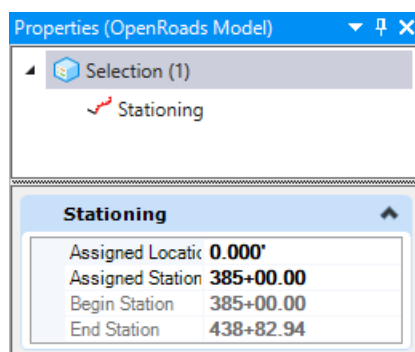 Properties (OpenRoads Model)
Selection (1)
Stationing
Stationing
Assigned Locatic 0.000'
Assigned Station 385+00.00
Begin Station 385+00.00
End Station 438+82.94